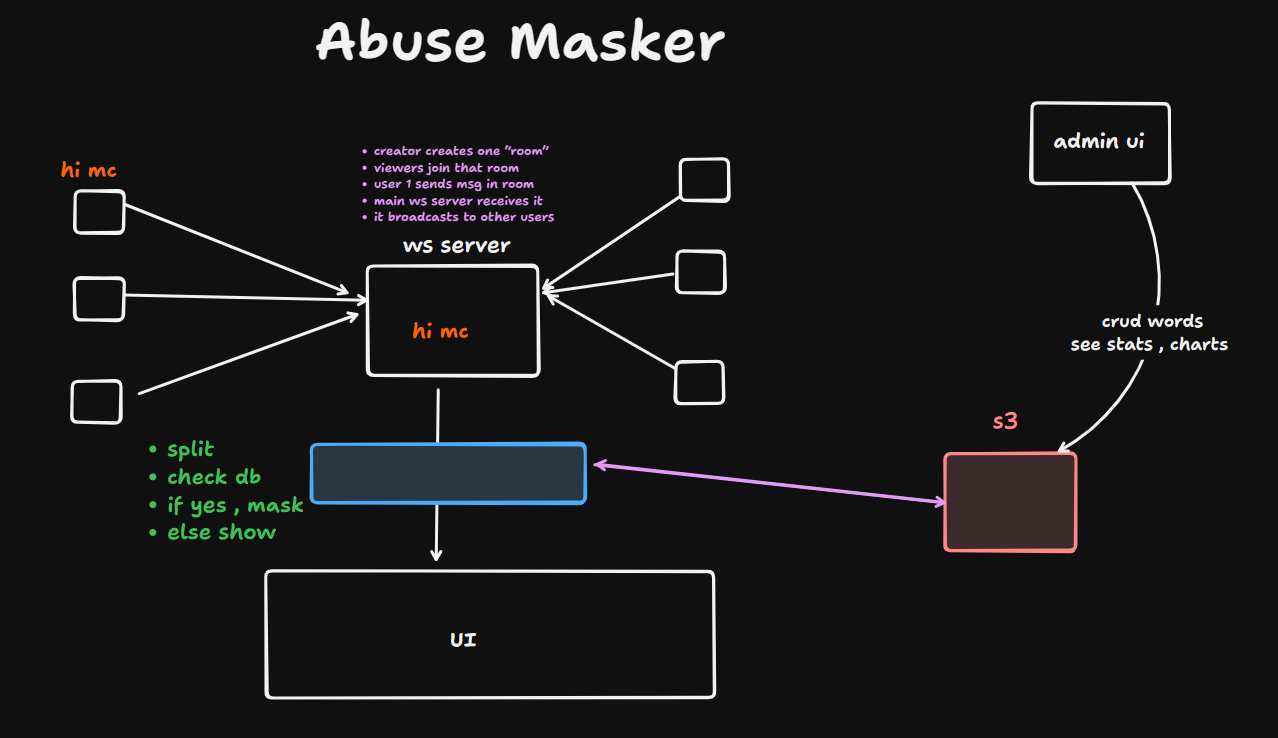 Abuse Masker
admin ui
hi mc
• creator creates one "room"
• viewers join that room
• user 1 sends msg in room
• main ws server receives it
• it broadcasts to other users
ws server
hi mc
crud words
see stats , charts
s3
• split
• check db
• if yes , mask
• else show
UI